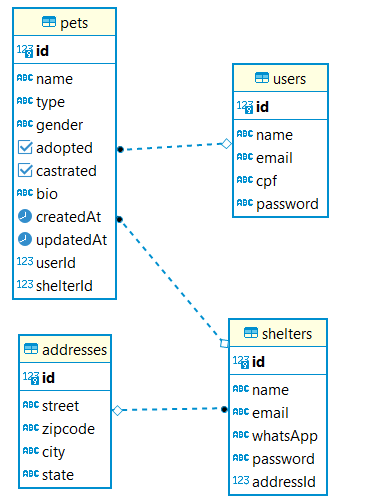 pets
123 id
ABC name
ABC type
ABC gender
adopted
castrated
ABC bio
createdAt
updatedAt
123 userId
123 shelterId
users
ABC id
ABC name
ABC email
ABC cpf
ABC password
addresses
123 id
ABC street
ABC zipcode
ABC city
ABC state
shelters
123 id
ABC name
ABC email
ABC whatsApp
ABC password
123 addressId